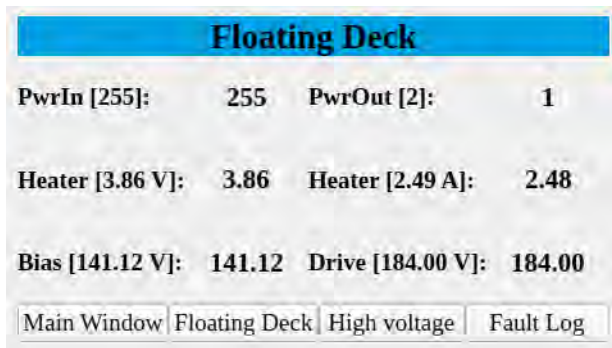 Floating Deck
PwrIn [255]: 255 PwrOut [2]: 1
Heater [3.86 V]: 3.86 Heater [2.49 A]: 2.48
Bias [141.12 V]: 141.12 Drive [184.00 V]: 184.00
Main Window Floating Deck High voltage Fault Log